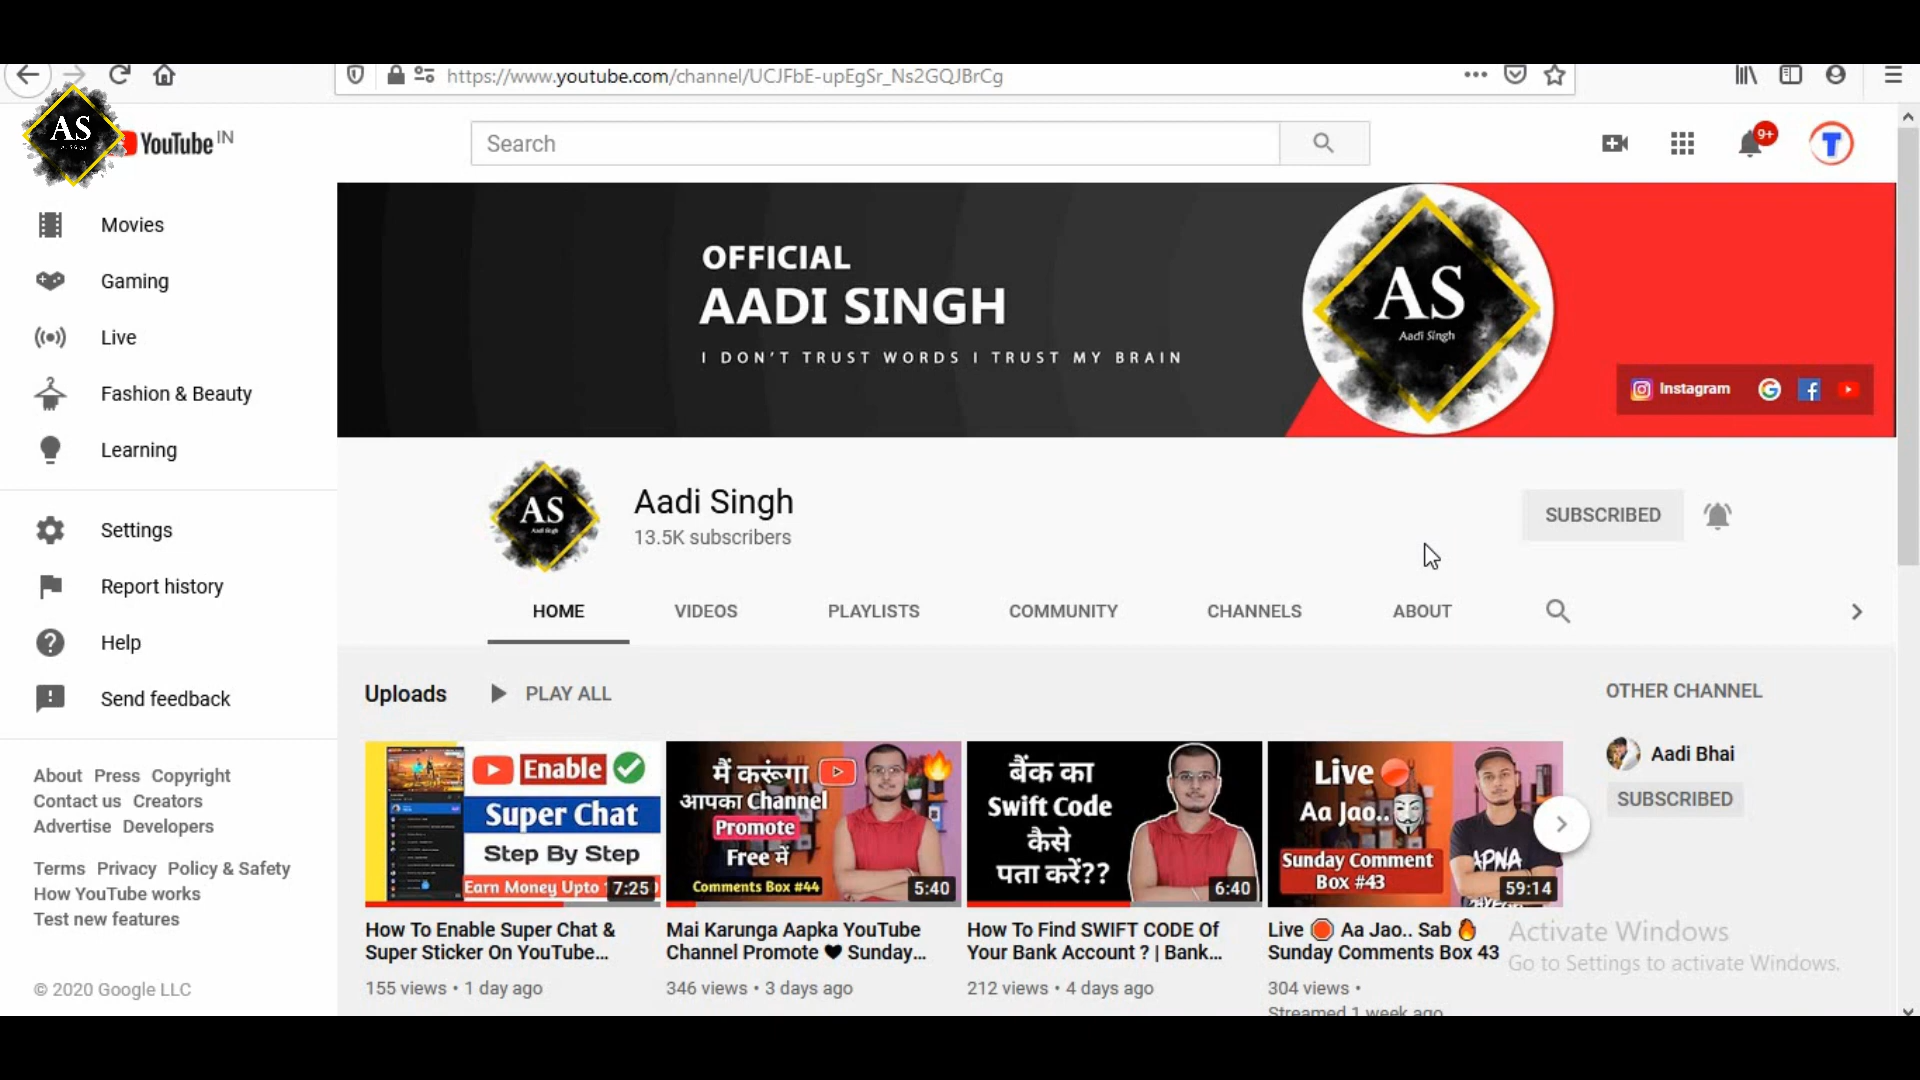 https://www.youtube.com/channel/UCJFbE-upEgSr_Ns2GQJBrCg
AS
YouTube IN
Search
9+
T
Movies
Gaming
Live
Fashion & Beauty
Learning
Settings
Report history
Help
Send feedback
About Press Copyright
Contact us Creators
Advertise Developers
Terms Privacy Policy & Safety
How YouTube works
Test new features
© 2020 Google LLC
OFFICIAL
AADI SINGH
I DON'T TRUST WORDS I TRUST MY BRAIN
AS
Aadi Singh
Instagram
AS
Aadi Singh
Aadi Singh
13.5K subscribers
SUBSCRIBED
HOME VIDEOS PLAYLISTS COMMUNITY CHANNELS ABOUT
Uploads PLAY ALL
OTHER CHANNEL
Aadi Bhai
SUBSCRIBED
Enable
Super Chat
Step By Step
Earn Money Upto
7:25
How To Enable Super Chat &
Super Sticker On YouTube...
155 views • 1 day ago
मैं करूंगा
आपका Channel
Promote
Free में
Comments Box #44
5:40
Mai Karunga Aapka YouTube
Channel Promote ♥ Sunday...
346 views • 3 days ago
बैंक का
Swift Code
कैसे
पता करें??
6:40
How To Find SWIFT CODE Of
Your Bank Account ? | Bank...
212 views • 4 days ago
Live
Aa Jao..
Sunday Comment
Box #43
APNA
59:14
Live 🛑 Aa Jao.. Sab 🔥
Sunday Comments Box 43
304 views •
Streamed 1 week ago
Activate Windows
Go to Settings to activate Windows.